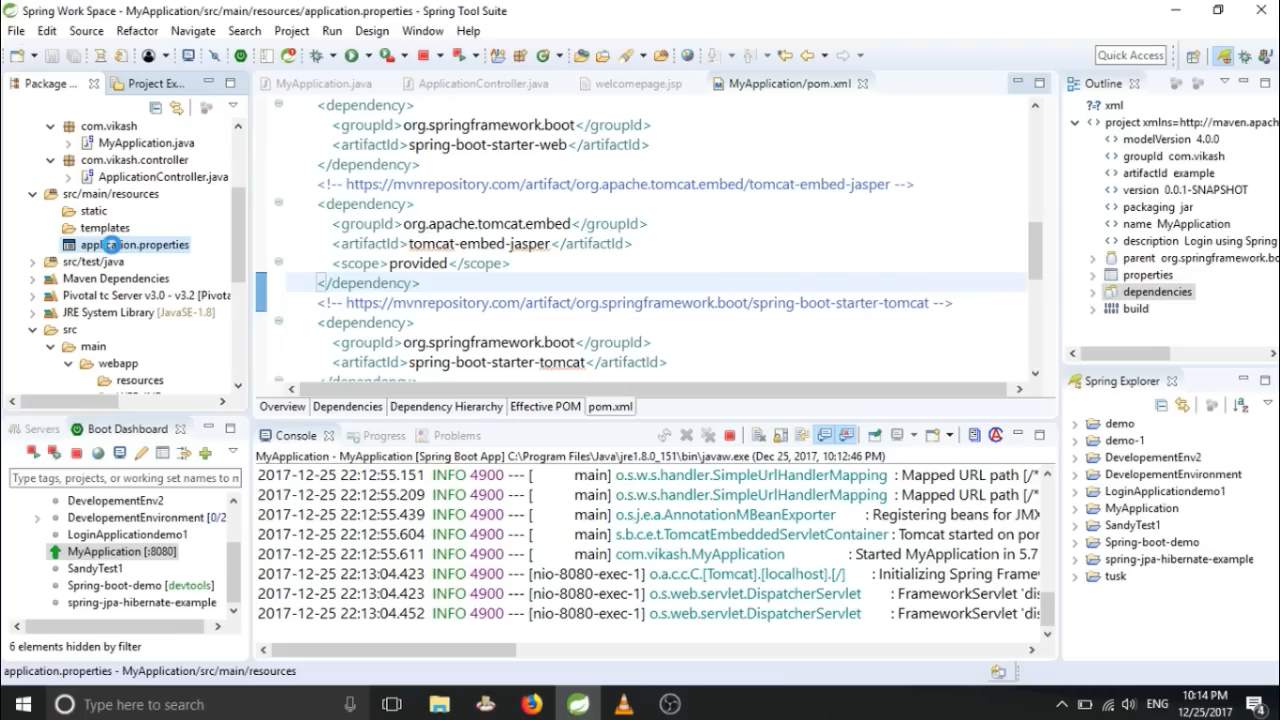 Spring Work Space - MyApplication/src/main/resources/application.properties - Spring Tool Suite
File Edit Source Refactor Navigate Search Project Run Design Window Help
Quick Access
Package ... Project Ex...
com.vikash
MyApplication.java
com.vikash.controller
ApplicationController.java
src/main/resources
static
templates
application.properties
src/test/java
Maven Dependencies
Pivotal tc Server v3.0 - v3.2 [Pivota
JRE System Library [JavaSE-1.8]
src
main
webapp
resources
MyApplication.java ApplicationController.java welcomepage.jsp MyApplication/pom.xml
<dependency>
<groupId>org.springframework.boot</groupId>
<artifactId>spring-boot-starter-web</artifactId>
</dependency>
<!-- https://mvnrepository.com/artifact/org.apache.tomcat.embed/tomcat-embed-jasper -->
<dependency>
<groupId>org.apache.tomcat.embed</groupId>
<artifactId>tomcat-embed-jasper</artifactId>
<scope>provided</scope>
</dependency>
<!-- https://mvnrepository.com/artifact/org.springframework.boot/spring-boot-starter-tomcat -->
<dependency>
<groupId>org.springframework.boot</groupId>
<artifactId>spring-boot-starter-tomcat</artifactId>
</dependency>
Overview Dependencies Dependency Hierarchy Effective POM pom.xml
Outline
xml
project xmlns=http://maven.apach
modelVersion 4.0.0
groupId com.vikash
artifactId example
version 0.0.1-SNAPSHOT
packaging jar
name MyApplication
description Login using Spring
parent org.springframework.bo
properties
dependencies
build
Servers Boot Dashboard
Type tags, projects, or working set names to m
DevelopementEnv2
DevelopementEnvironment [0/2
LoginApplicationdemo1
MyApplication [:8080]
SandyTest1
Spring-boot-demo [devtools]
spring-jpa-hibernate-example
6 elements hidden by filter
Console Progress Problems
MyApplication - MyApplication [Spring Boot App] C:\Program Files\Java\jre1.8.0_151\bin\javaw.exe (Dec 25, 2017, 10:12:46 PM)
2017-12-25 22:12:55.151 INFO 4900 --- [ main] o.s.w.s.handler.SimpleUrlHandlerMapping : Mapped URL path [/*
2017-12-25 22:12:55.209 INFO 4900 --- [ main] o.s.w.s.handler.SimpleUrlHandlerMapping : Mapped URL path [/*
2017-12-25 22:12:55.439 INFO 4900 --- [ main] o.s.j.e.a.AnnotationMBeanExporter : Registering beans for JMX
2017-12-25 22:12:55.604 INFO 4900 --- [ main] s.b.c.e.t.TomcatEmbeddedServletContainer : Tomcat started on por
2017-12-25 22:12:55.611 INFO 4900 --- [ main] com.vikash.MyApplication : Started MyApplication in 5.7
2017-12-25 22:13:04.423 INFO 4900 --- [nio-8080-exec-1] o.a.c.c.C.[Tomcat].[localhost].[/] : Initializing Spring Frame
2017-12-25 22:13:04.423 INFO 4900 --- [nio-8080-exec-1] o.s.web.servlet.DispatcherServlet : FrameworkServlet 'dis
2017-12-25 22:13:04.452 INFO 4900 --- [nio-8080-exec-1] o.s.web.servlet.DispatcherServlet : FrameworkServlet 'dis
Spring Explorer
demo
demo-1
DevelopementEnv2
DevelopementEnvironment
LoginApplicationdemo1
MyApplication
SandyTest1
Spring-boot-demo
spring-jpa-hibernate-example
tusk
application.properties - MyApplication/src/main/resources
Type here to search
ENG
10:14 PM
12/25/2017
4